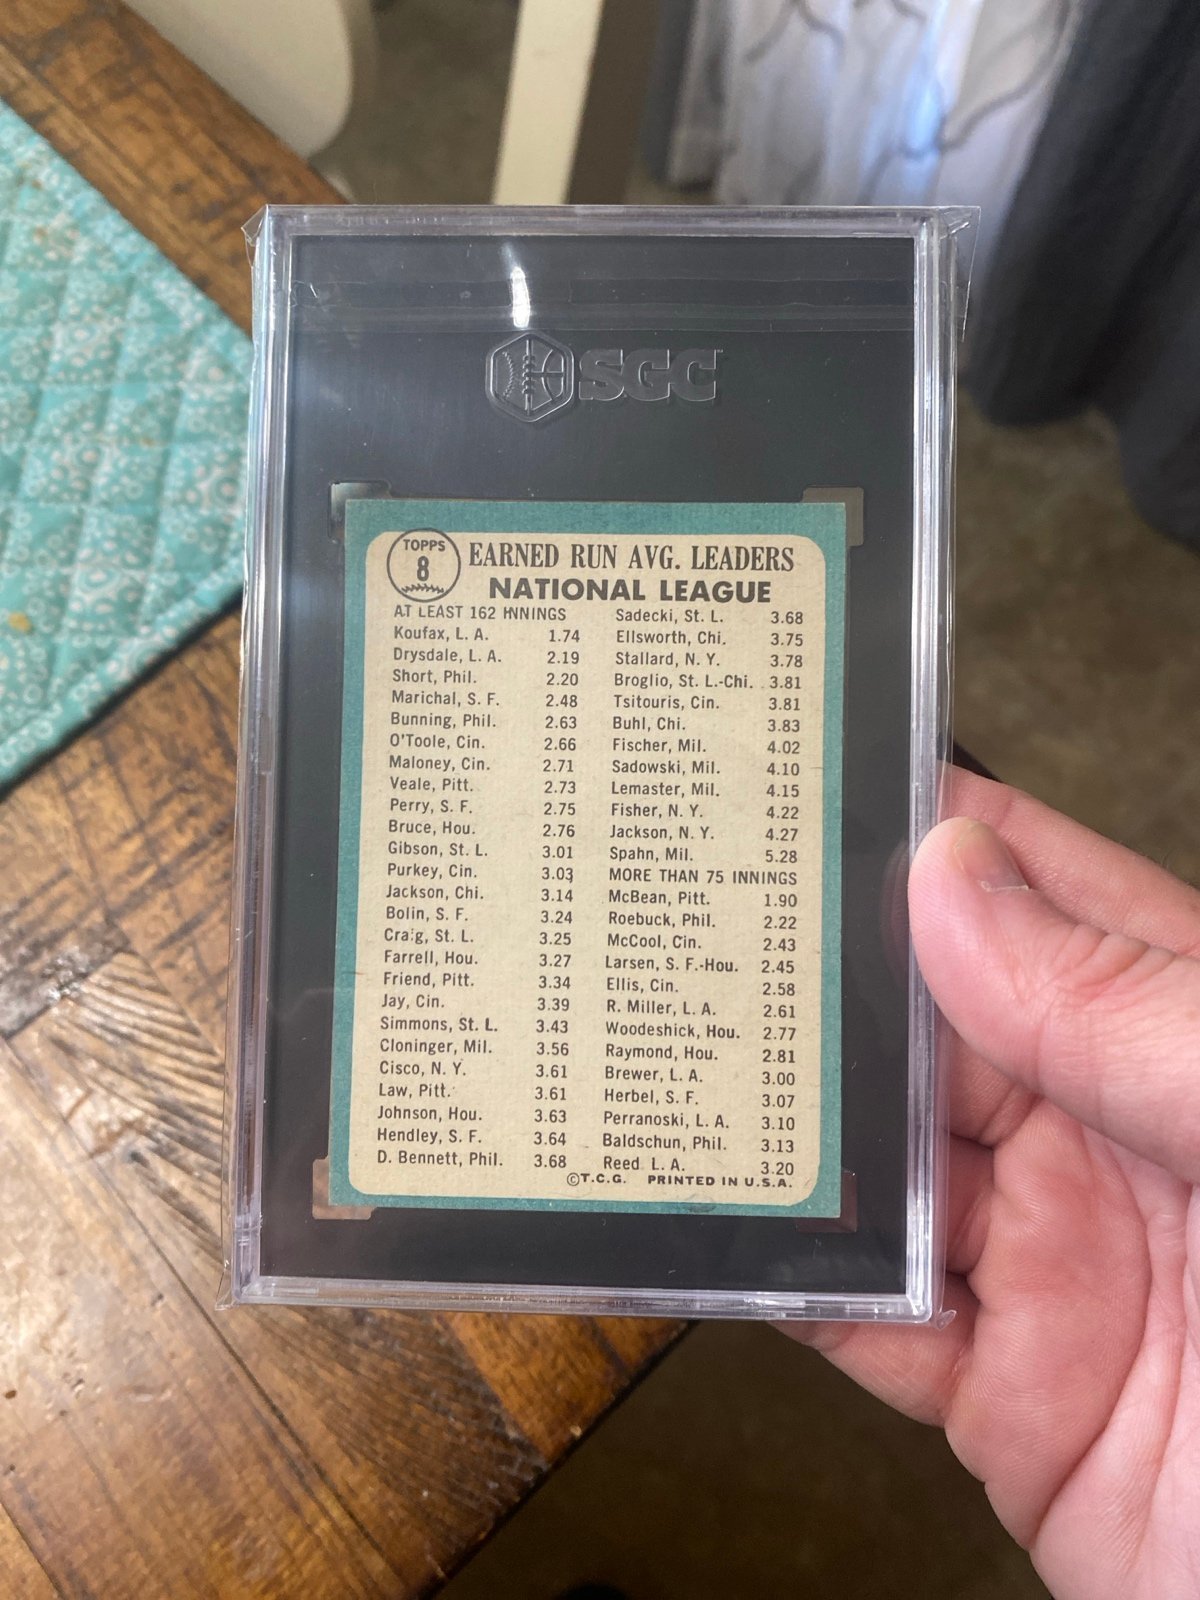 SGC
TOPPS
8
EARNED RUN AVG. LEADERS
NATIONAL LEAGUE
AT LEAST 162 INNINGS
Koufax, L. A. 1.74
Drysdale, L. A. 2.19
Short, Phil. 2.20
Marichal, S. F. 2.48
Bunning, Phil. 2.63
O'Toole, Cin. 2.66
Maloney, Cin. 2.71
Veale, Pitt. 2.73
Perry, S. F. 2.75
Bruce, Hou. 2.76
Gibson, St. L. 3.01
Purkey, Cin. 3.03
Jackson, Chi. 3.14
Bolin, S. F. 3.24
Craig, St. L. 3.25
Farrell, Hou. 3.27
Friend, Pitt. 3.34
Jay, Cin. 3.39
Simmons, St. L. 3.43
Cloninger, Mil. 3.56
Cisco, N. Y. 3.61
Law, Pitt. 3.61
Johnson, Hou. 3.63
Hendley, S. F. 3.64
D. Bennett, Phil. 3.68
Sadecki, St. L. 3.68
Ellsworth, Chi. 3.75
Stallard, N. Y. 3.78
Broglio, St. L.-Chi. 3.81
Tsitouris, Cin. 3.81
Buhl, Chi. 3.83
Fischer, Mil. 4.02
Sadowski, Mil. 4.10
Lemaster, Mil. 4.15
Fisher, N. Y. 4.22
Jackson, N. Y. 4.27
Spahn, Mil. 5.28
MORE THAN 75 INNINGS
McBean, Pitt. 1.90
Roebuck, Phil. 2.22
McCool, Cin. 2.43
Larsen, S. F.-Hou. 2.45
Ellis, Cin. 2.58
R. Miller, L. A. 2.61
Woodeshick, Hou. 2.77
Raymond, Hou. 2.81
Brewer, L. A. 3.00
Herbel, S. F. 3.07
Perranoski, L. A. 3.10
Baldschun, Phil. 3.13
Reed L. A. 3.20
©T.C.G. PRINTED IN U.S.A.